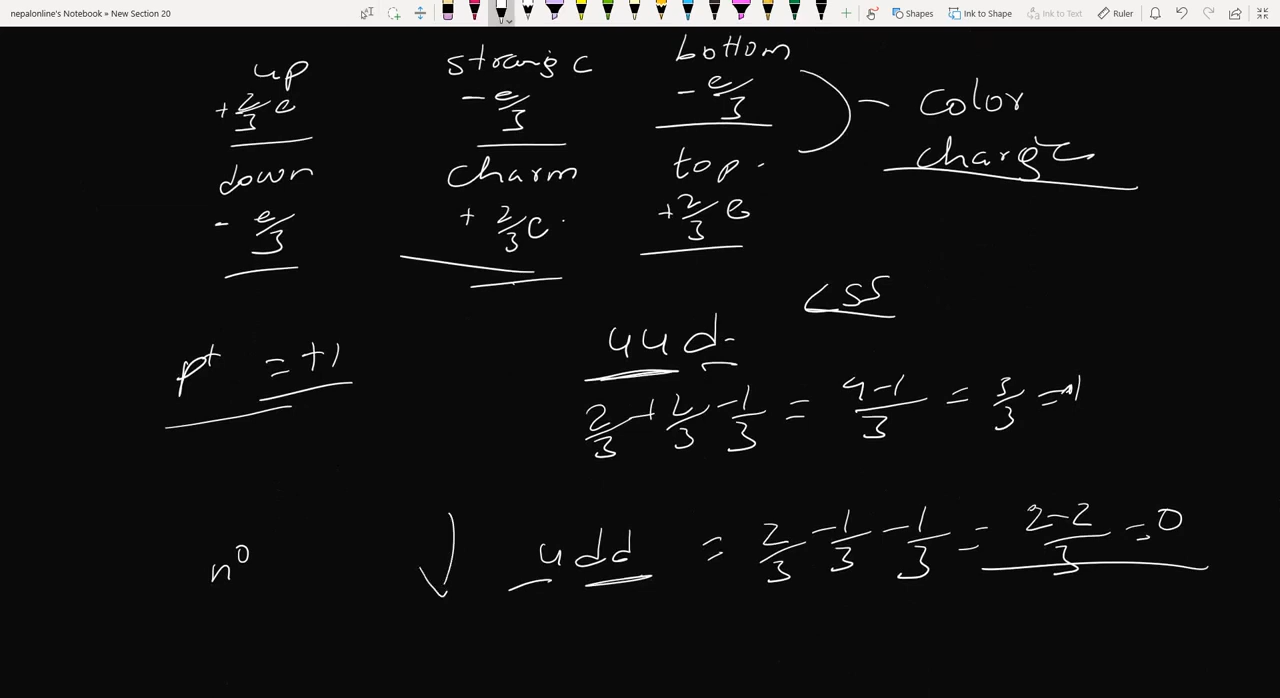 nepalonline's Notebook » New Section 20
Shapes Ink to Shape Ink to Text Ruler
up strange bottom
+2/3 e -e/3 -e/3
color
charge
down charm top.
-e/3 +2/3 e +2/3 e
css
p+ = +1
uud
2/3 + 2/3 - 1/3 = 4-1/3 = 3/3 = +1
n0 udd = 2/3 - 1/3 - 1/3 = 2-2/3 = 0